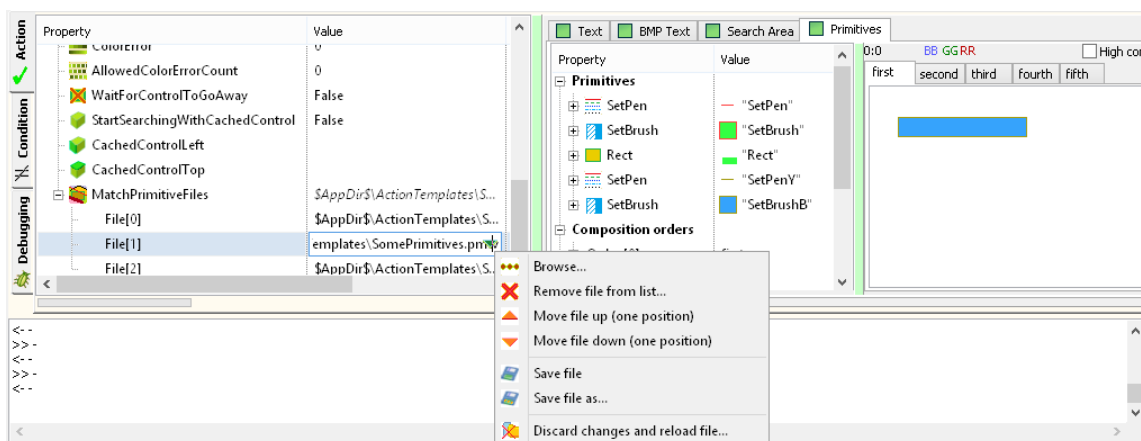 Action
Condition
Debugging
Property Value
ColorError 0
AllowedColorErrorCount 0
WaitForControlToGoAway False
StartSearchingWithCachedControl False
CachedControlLeft
CachedControlTop
MatchPrimitiveFiles $AppDir$\ActionTemplates\S...
File[0] $AppDir$\ActionTemplates\S...
File[1] emplates\SomePrimitives.pm
File[2] $AppDir$\ActionTemplates\S...
Text BMP Text Search Area Primitives
Property Value
Primitives
SetPen "SetPen"
SetBrush "SetBrush"
Rect "Rect"
SetPen "SetPenY"
SetBrush "SetBrushB"
Composition orders
0:0 BB GG RR High con
first second third fourth fifth
Browse...
Remove file from list...
Move file up (one position)
Move file down (one position)
Save file
Save file as...
Discard changes and reload file...
<--
>>-
<--
>>-
<--